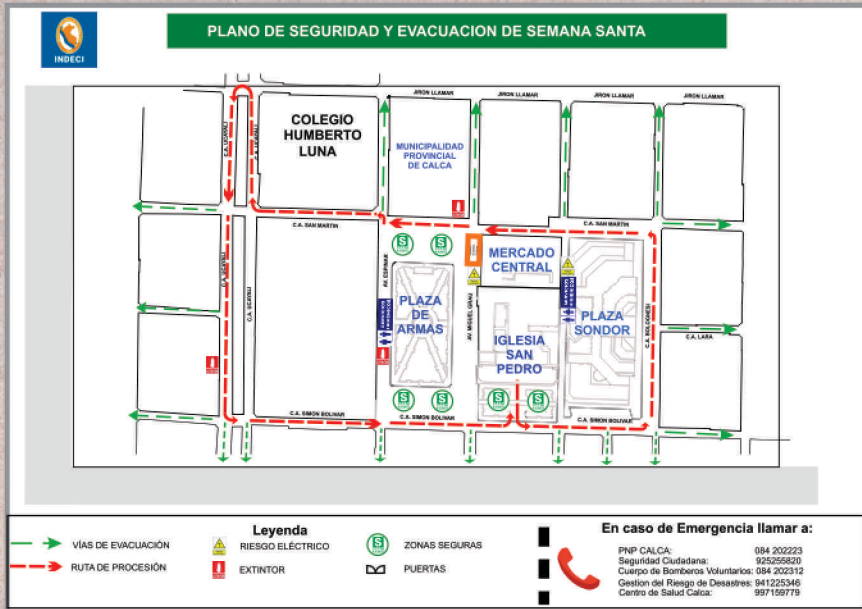 INDECI
PLANO DE SEGURIDAD Y EVACUACION DE SEMANA SANTA
JIRON LLAMAR
JIRON LLAMAR
JIRON LLAMAR
JIRON LLAMAR
C.A. UCAYALI
C.A. UCAYALI
COLEGIO
HUMBERTO
LUNA
MUNICIPALIDAD
PROVINCIAL
DE CALCA
C.A. SAN MARTIN
C.A. SAN MARTIN
S
S
MERCADO
CENTRAL
AV. ESPINAR
PLAZA
DE
ARMAS
AV. MIGUEL GRAU
IGLESIA
SAN
PEDRO
PLAZA
SONDOR
C.A. BOLOGNESI
C.A. LARA
C.A. UCAYALI
C.A. UCAYALI
S
S
S
S
C.A. SIMON BOLIVAR
C.A. SIMON BOLIVAR
C.A. SIMON BOLIVAR
Leyenda
VÍAS DE EVACUACIÓN
RUTA DE PROCESIÓN
RIESGO ELÉCTRICO
EXTINTOR
S
ZONAS SEGURAS
PUERTAS
En caso de Emergencia llamar a:
PNP CALCA: 084 202223
Seguridad Ciudadana: 925255820
Cuerpo de Bomberos Voluntarios: 084 202312
Gestion del Riesgo de Desastres: 941225346
Centro de Salud Calca: 997159779